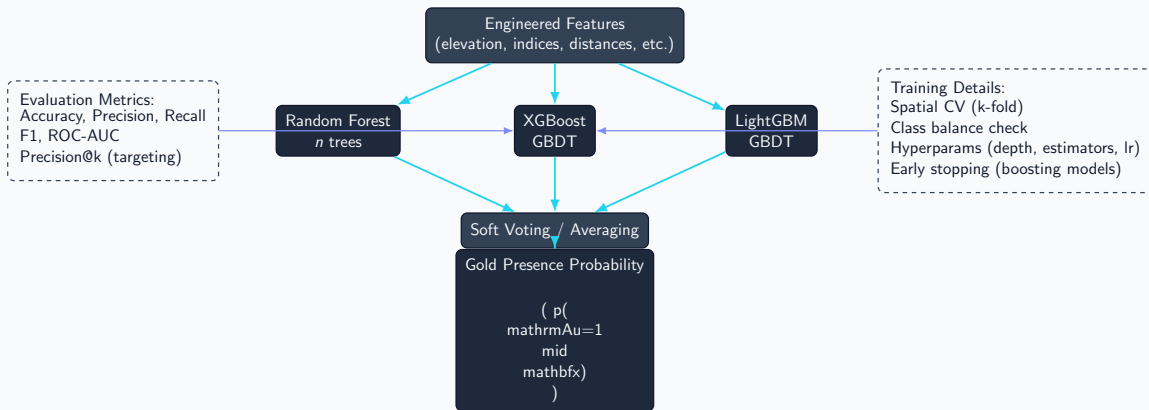 Engineered Features
(elevation, indices, distances, etc.)
Evaluation Metrics:
Accuracy, Precision, Recall
F1, ROC-AUC
Precision@k (targeting)
Random Forest
n trees
XGBoost
GBDT
LightGBM
GBDT
Training Details:
Spatial CV (k-fold)
Class balance check
Hyperparams (depth, estimators, lr)
Early stopping (boosting models)
Soft Voting / Averaging
Gold Presence Probability
( p(
mathrmAu=1
mid
mathbfx)
)